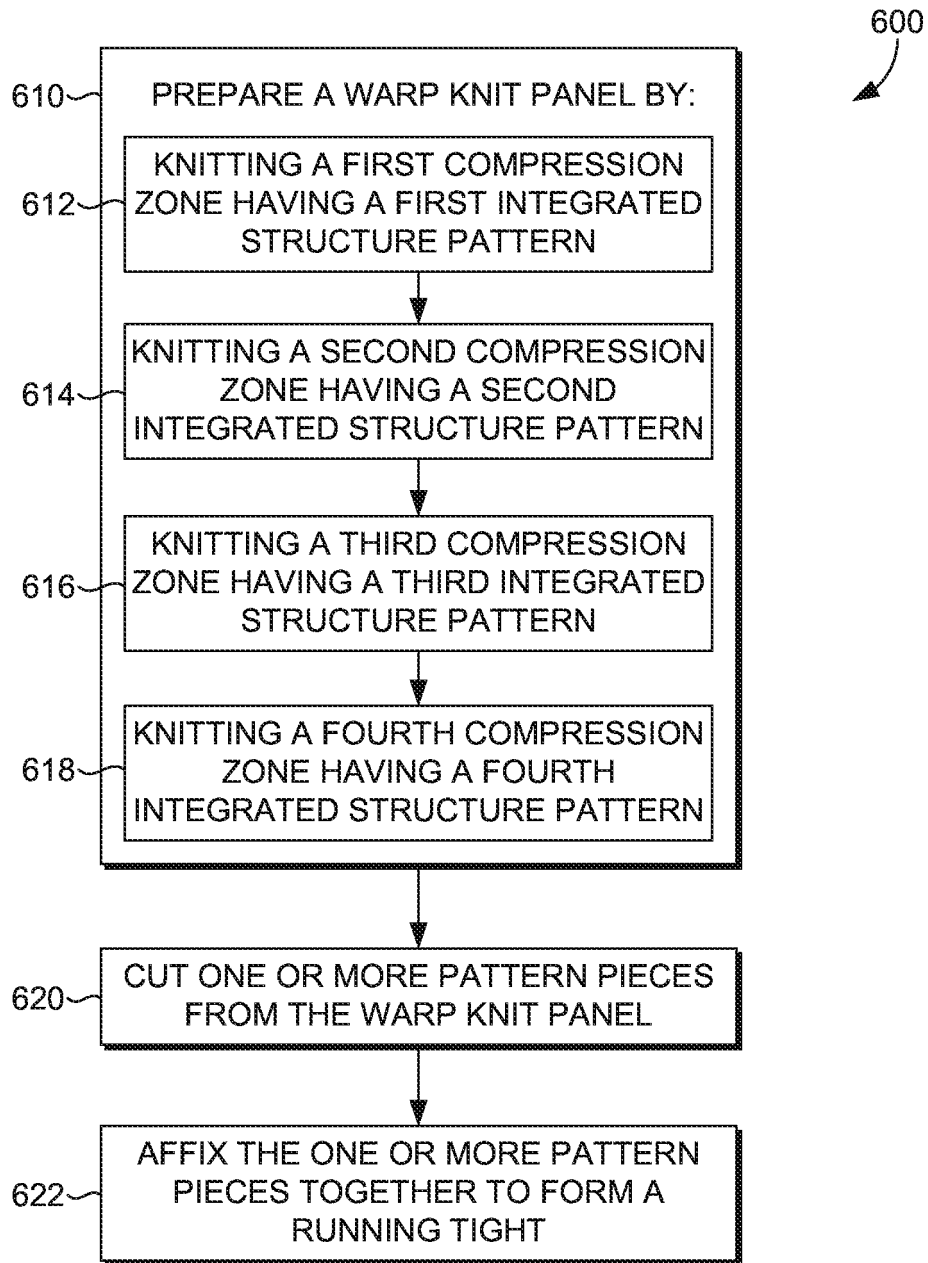 600
610
PREPARE A WARP KNIT PANEL BY:
612
KNITTING A FIRST COMPRESSION
ZONE HAVING A FIRST INTEGRATED
STRUCTURE PATTERN
614
KNITTING A SECOND COMPRESSION
ZONE HAVING A SECOND
INTEGRATED STRUCTURE PATTERN
616
KNITTING A THIRD COMPRESSION
ZONE HAVING A THIRD INTEGRATED
STRUCTURE PATTERN
618
KNITTING A FOURTH COMPRESSION
ZONE HAVING A FOURTH
INTEGRATED STRUCTURE PATTERN
620
CUT ONE OR MORE PATTERN PIECES
FROM THE WARP KNIT PANEL
622
AFFIX THE ONE OR MORE PATTERN
PIECES TOGETHER TO FORM A
RUNNING TIGHT